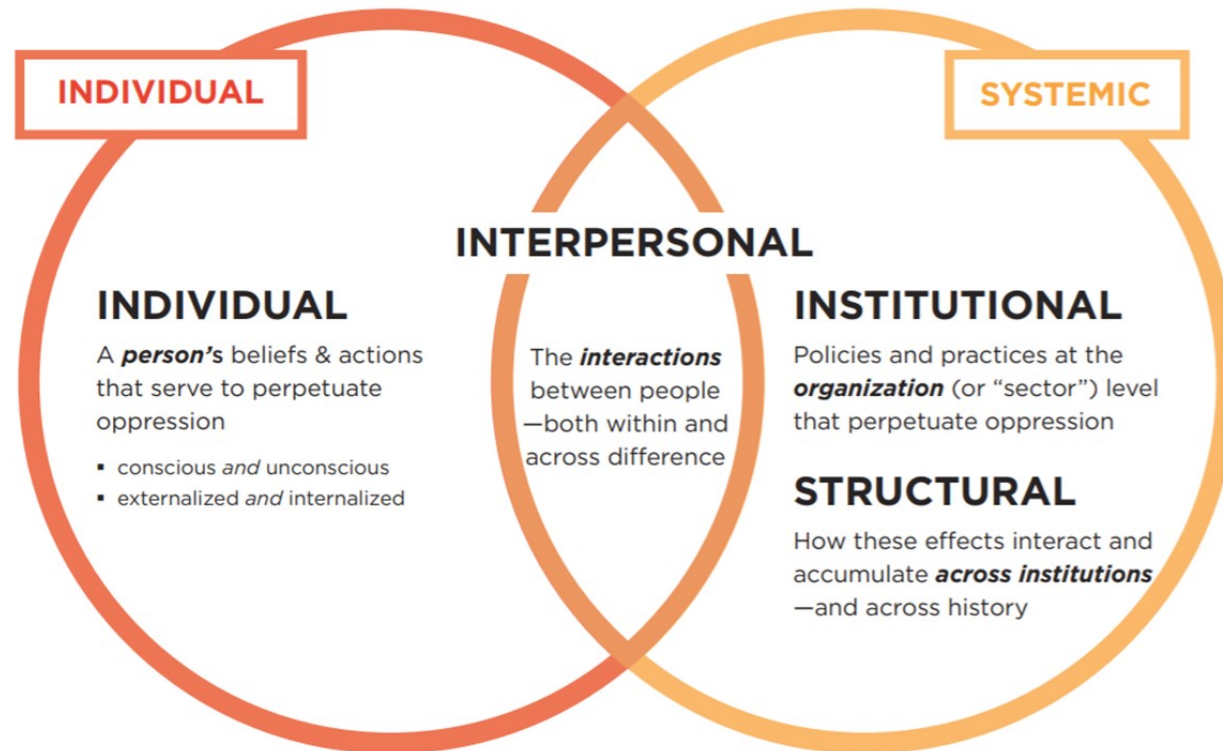 INDIVIDUAL
SYSTEMIC
INTERPERSONAL
INDIVIDUAL
A person’s beliefs & actions
that serve to perpetuate
oppression
▪ conscious and unconscious
▪ externalized and internalized
The interactions
between people
—both within and
across difference
INSTITUTIONAL
Policies and practices at the
organization (or “sector”) level
that perpetuate oppression
STRUCTURAL
How these effects interact and
accumulate across institutions
—and across history